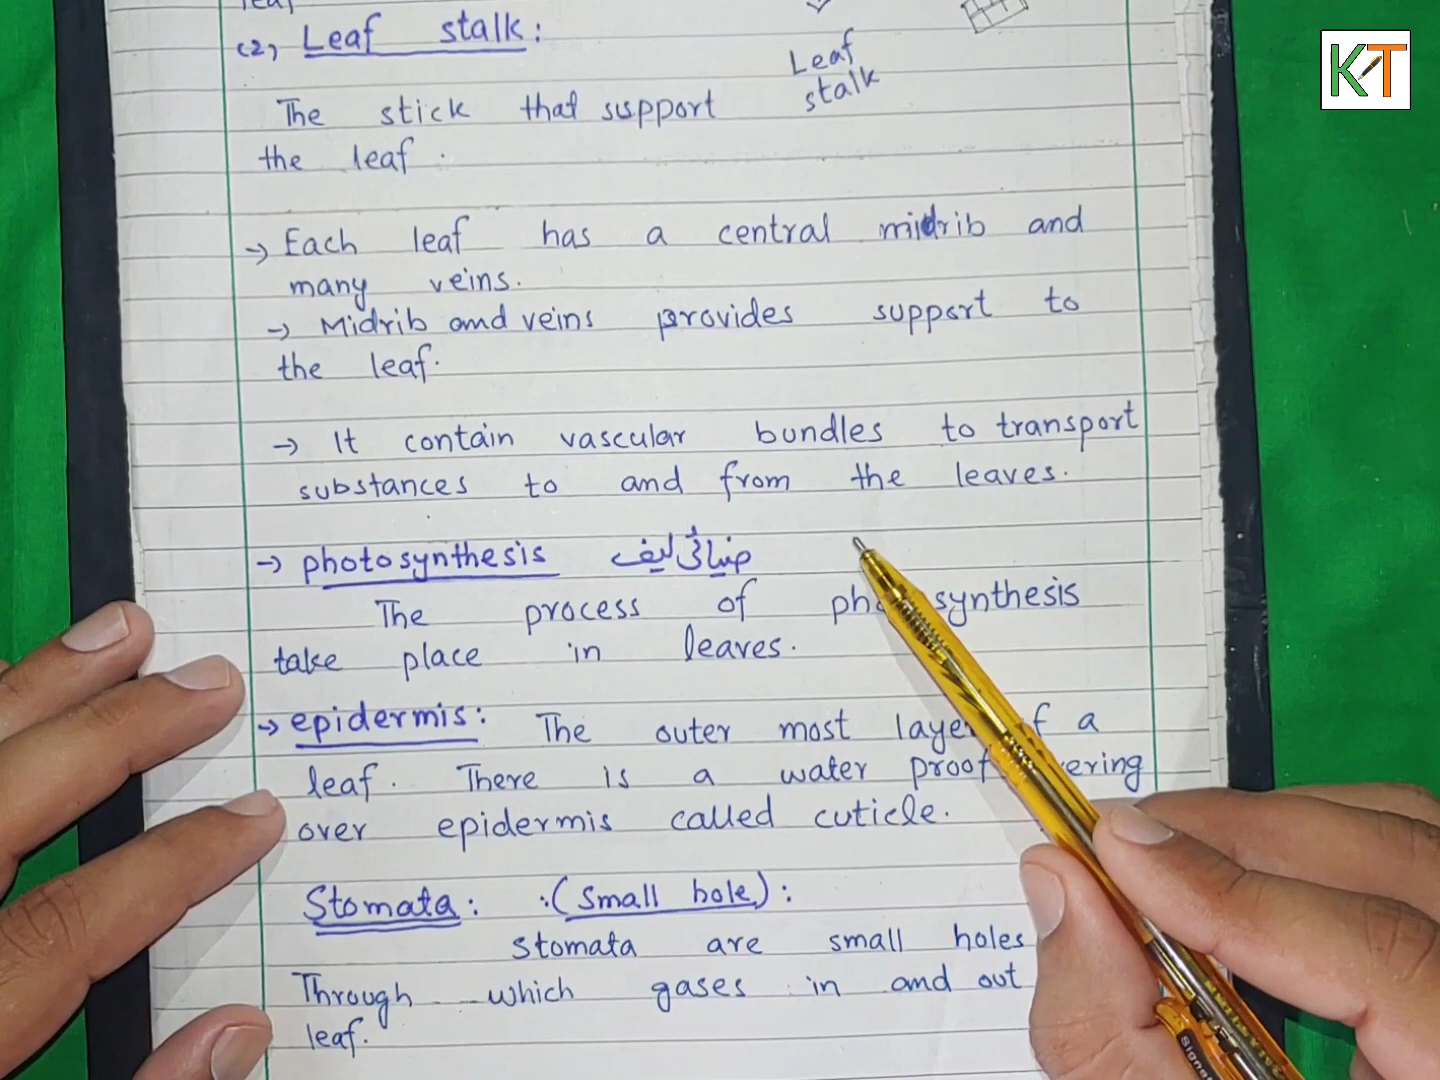 leaf
(2), Leaf stalk:
Leaf
stalk
The stick that support
the leaf.
→ Each leaf has a central midrib and
many veins.
→ Midrib and veins provides support to
the leaf.
→ It contain vascular bundles to transport
substances to and from the leaves.
→ photosynthesis ضیائی لیف
The process of photosynthesis
take place in leaves.
→ epidermis: The outer most layer of a
leaf. There is a water proof
over epidermis called cuticle.
Stomata: :(Small hole):
Stomata are small holes
Through which gases in and out
leaf.
KT